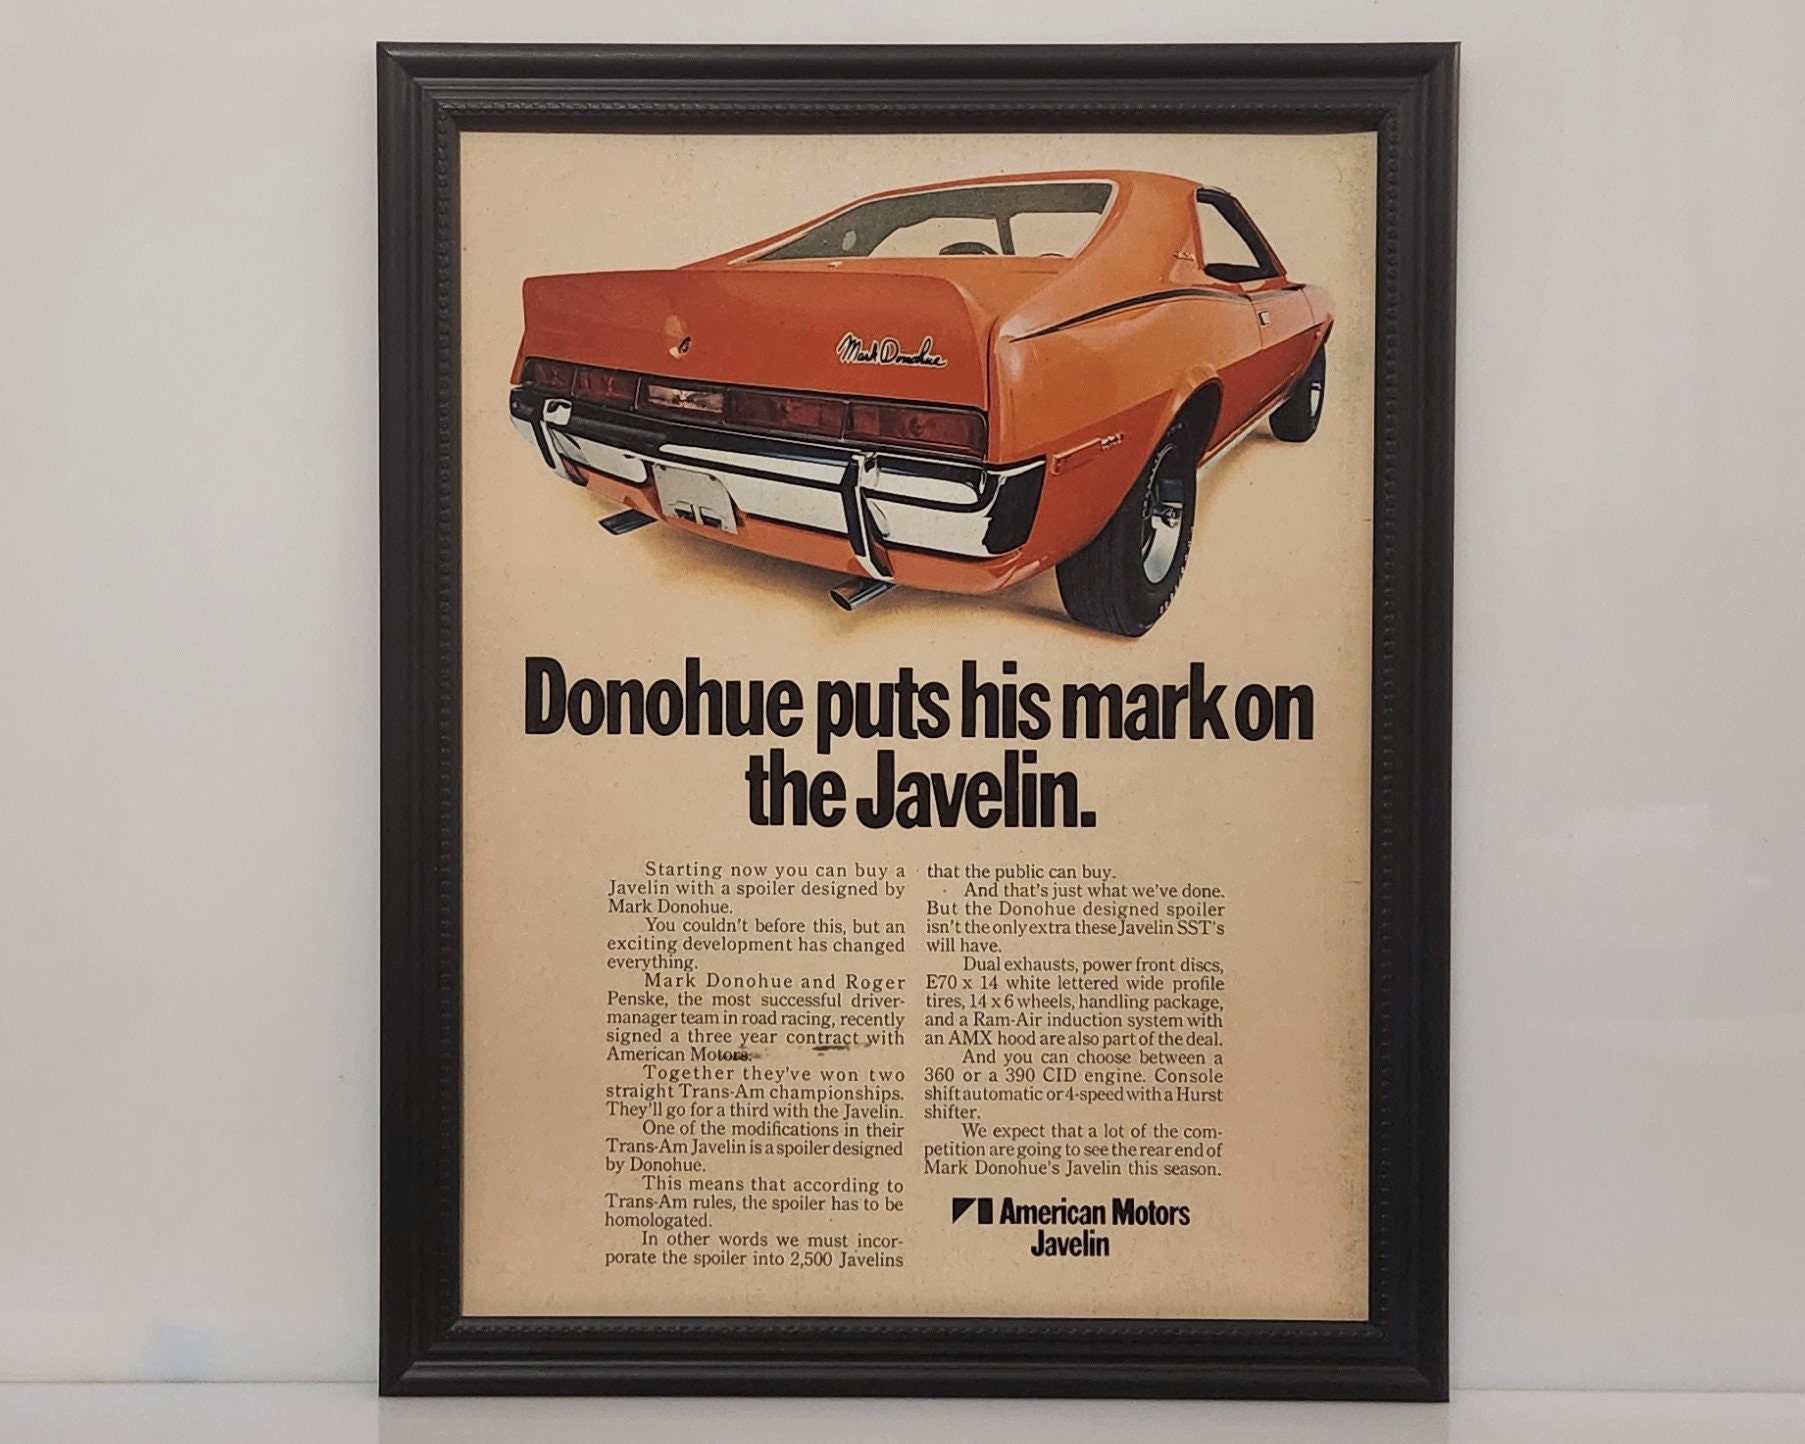 Mark Donohue
Donohue puts his mark on
the Javelin.
Starting now you can buy a
Javelin with a spoiler designed by
Mark Donohue.
You couldn't before this, but an
exciting development has changed
everything.
Mark Donohue and Roger
Penske, the most successful driver-
manager team in road racing, recently
signed a three year contract with
American Motors.
Together they've won two
straight Trans-Am championships.
They'll go for a third with the Javelin.
One of the modifications in their
Trans-Am Javelin is a spoiler designed
by Donohue.
This means that according to
Trans-Am rules, the spoiler has to be
homologated.
In other words we must incor-
porate the spoiler into 2,500 Javelins
that the public can buy.
And that's just what we've done.
But the Donohue designed spoiler
isn't the only extra these Javelin SST's
will have.
Dual exhausts, power front discs,
E70 x 14 white lettered wide profile
tires, 14 x 6 wheels, handling package,
and a Ram-Air induction system with
an AMX hood are also part of the deal.
And you can choose between a
360 or a 390 CID engine. Console
shift automatic or 4-speed with a Hurst
shifter.
We expect that a lot of the com-
petition are going to see the rear end of
Mark Donohue's Javelin this season.
American Motors
Javelin